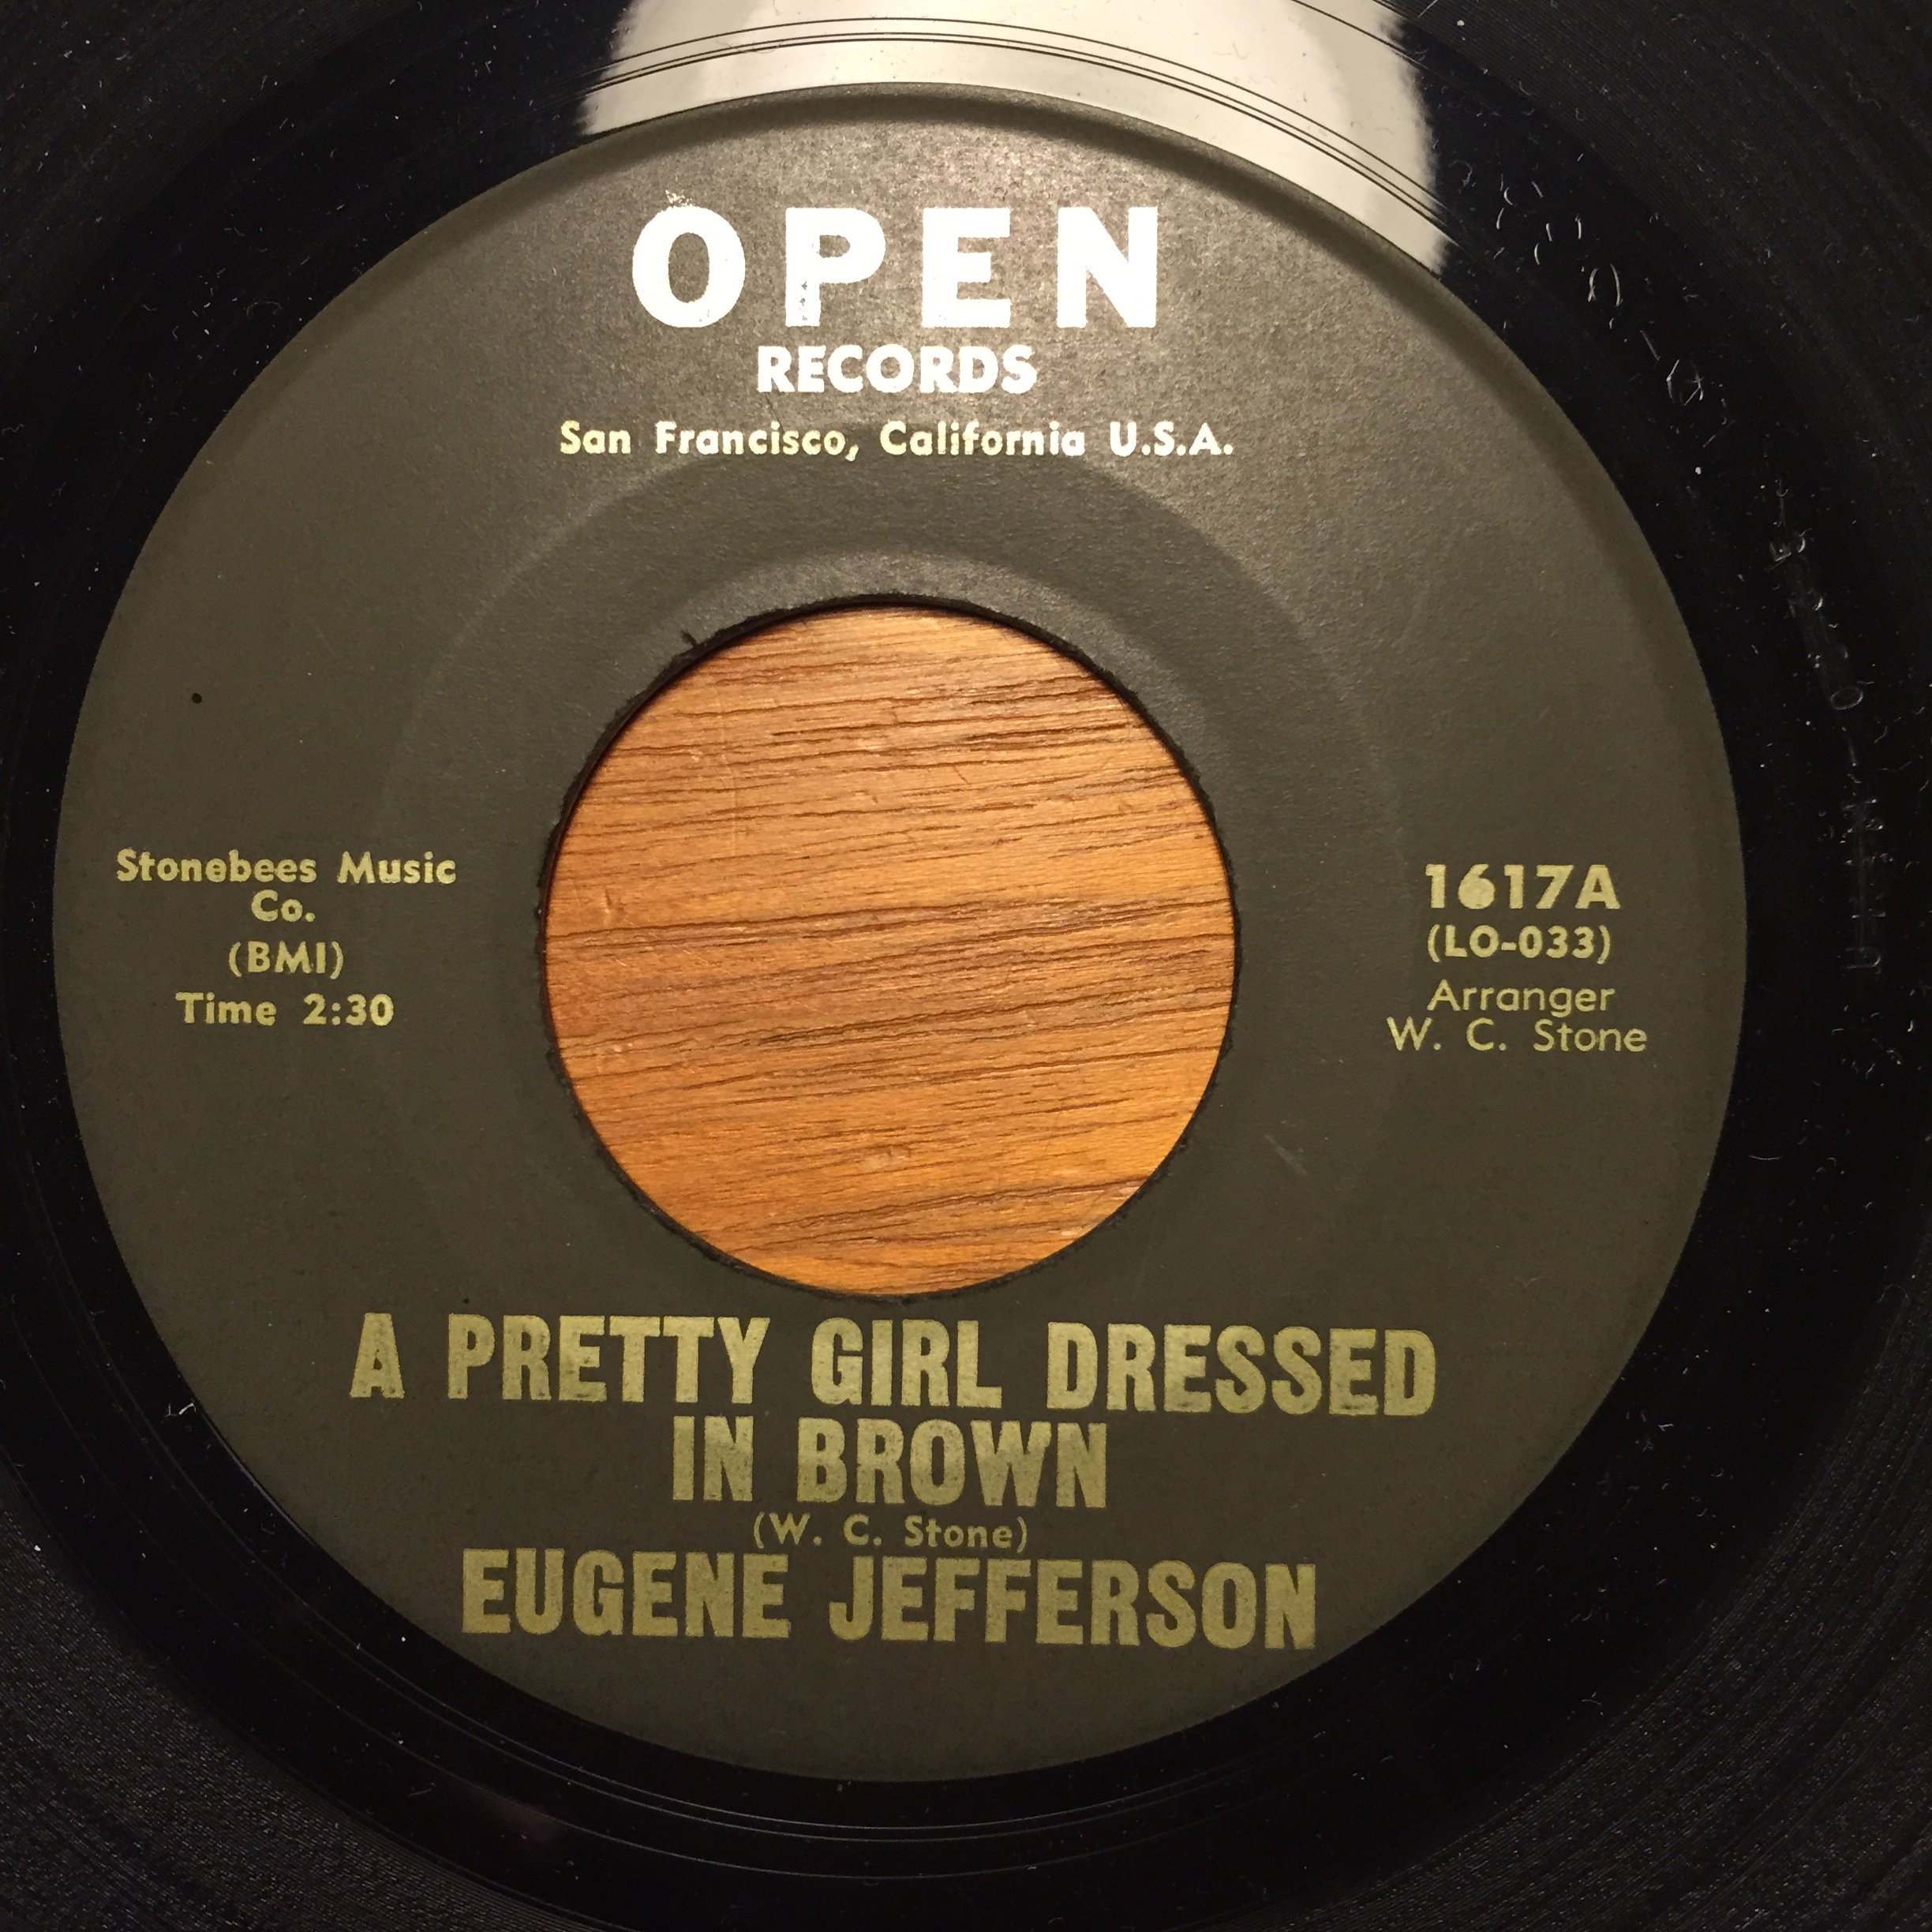 OPEN
RECORDS
San Francisco, California U.S.A.
Stonebees Music
Co.
(BMI)
Time 2:30
1617A
(LO-033)
Arranger
W. C. Stone
A PRETTY GIRL DRESSED
IN BROWN
(W. C. Stone)
EUGENE JEFFERSON